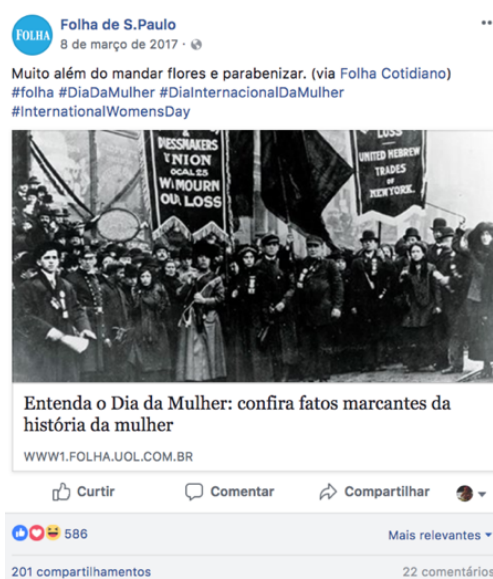 FOLHA
Folha de S.Paulo
8 de março de 2017 ·
Muito além do mandar flores e parabenizar. (via Folha Cotidiano)
#folha #DiaDaMulher #DiaInternacionalDaMulher
#InternationalWomensDay
DRESSMAKERS
UNION
LOCAL 25
WE MOURN
OUR LOSS
LOSS
UNITED HEBREW
TRADES
OF
NEW YORK.
Entenda o Dia da Mulher: confira fatos marcantes da
história da mulher
WWW1.FOLHA.UOL.COM.BR
Curtir Comentar Compartilhar
586 Mais relevantes
201 compartilhamentos 22 comentários